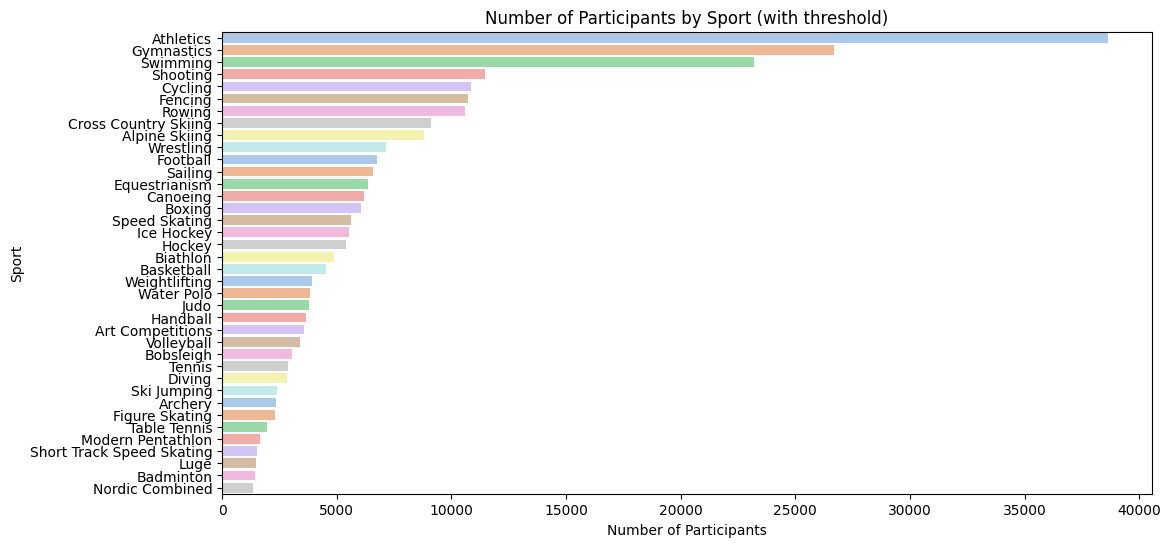 Number of Participants by Sport (with threshold)
Athletics
Gymnastics
Swimming
Shooting
Cycling
Fencing
Rowing
Cross Country Skiing
Alpine Skiing
Wrestling
Football
Sailing
Equestrianism
Canoeing
Boxing
Speed Skating
Ice Hockey
Hockey
Biathlon
Basketball
Weightlifting
Water Polo
Judo
Handball
Art Competitions
Volleyball
Bobsleigh
Tennis
Diving
Ski Jumping
Archery
Figure Skating
Table Tennis
Modern Pentathlon
Short Track Speed Skating
Luge
Badminton
Nordic Combined
Sport
0 5000 10000 15000 20000 25000 30000 35000 40000
Number of Participants